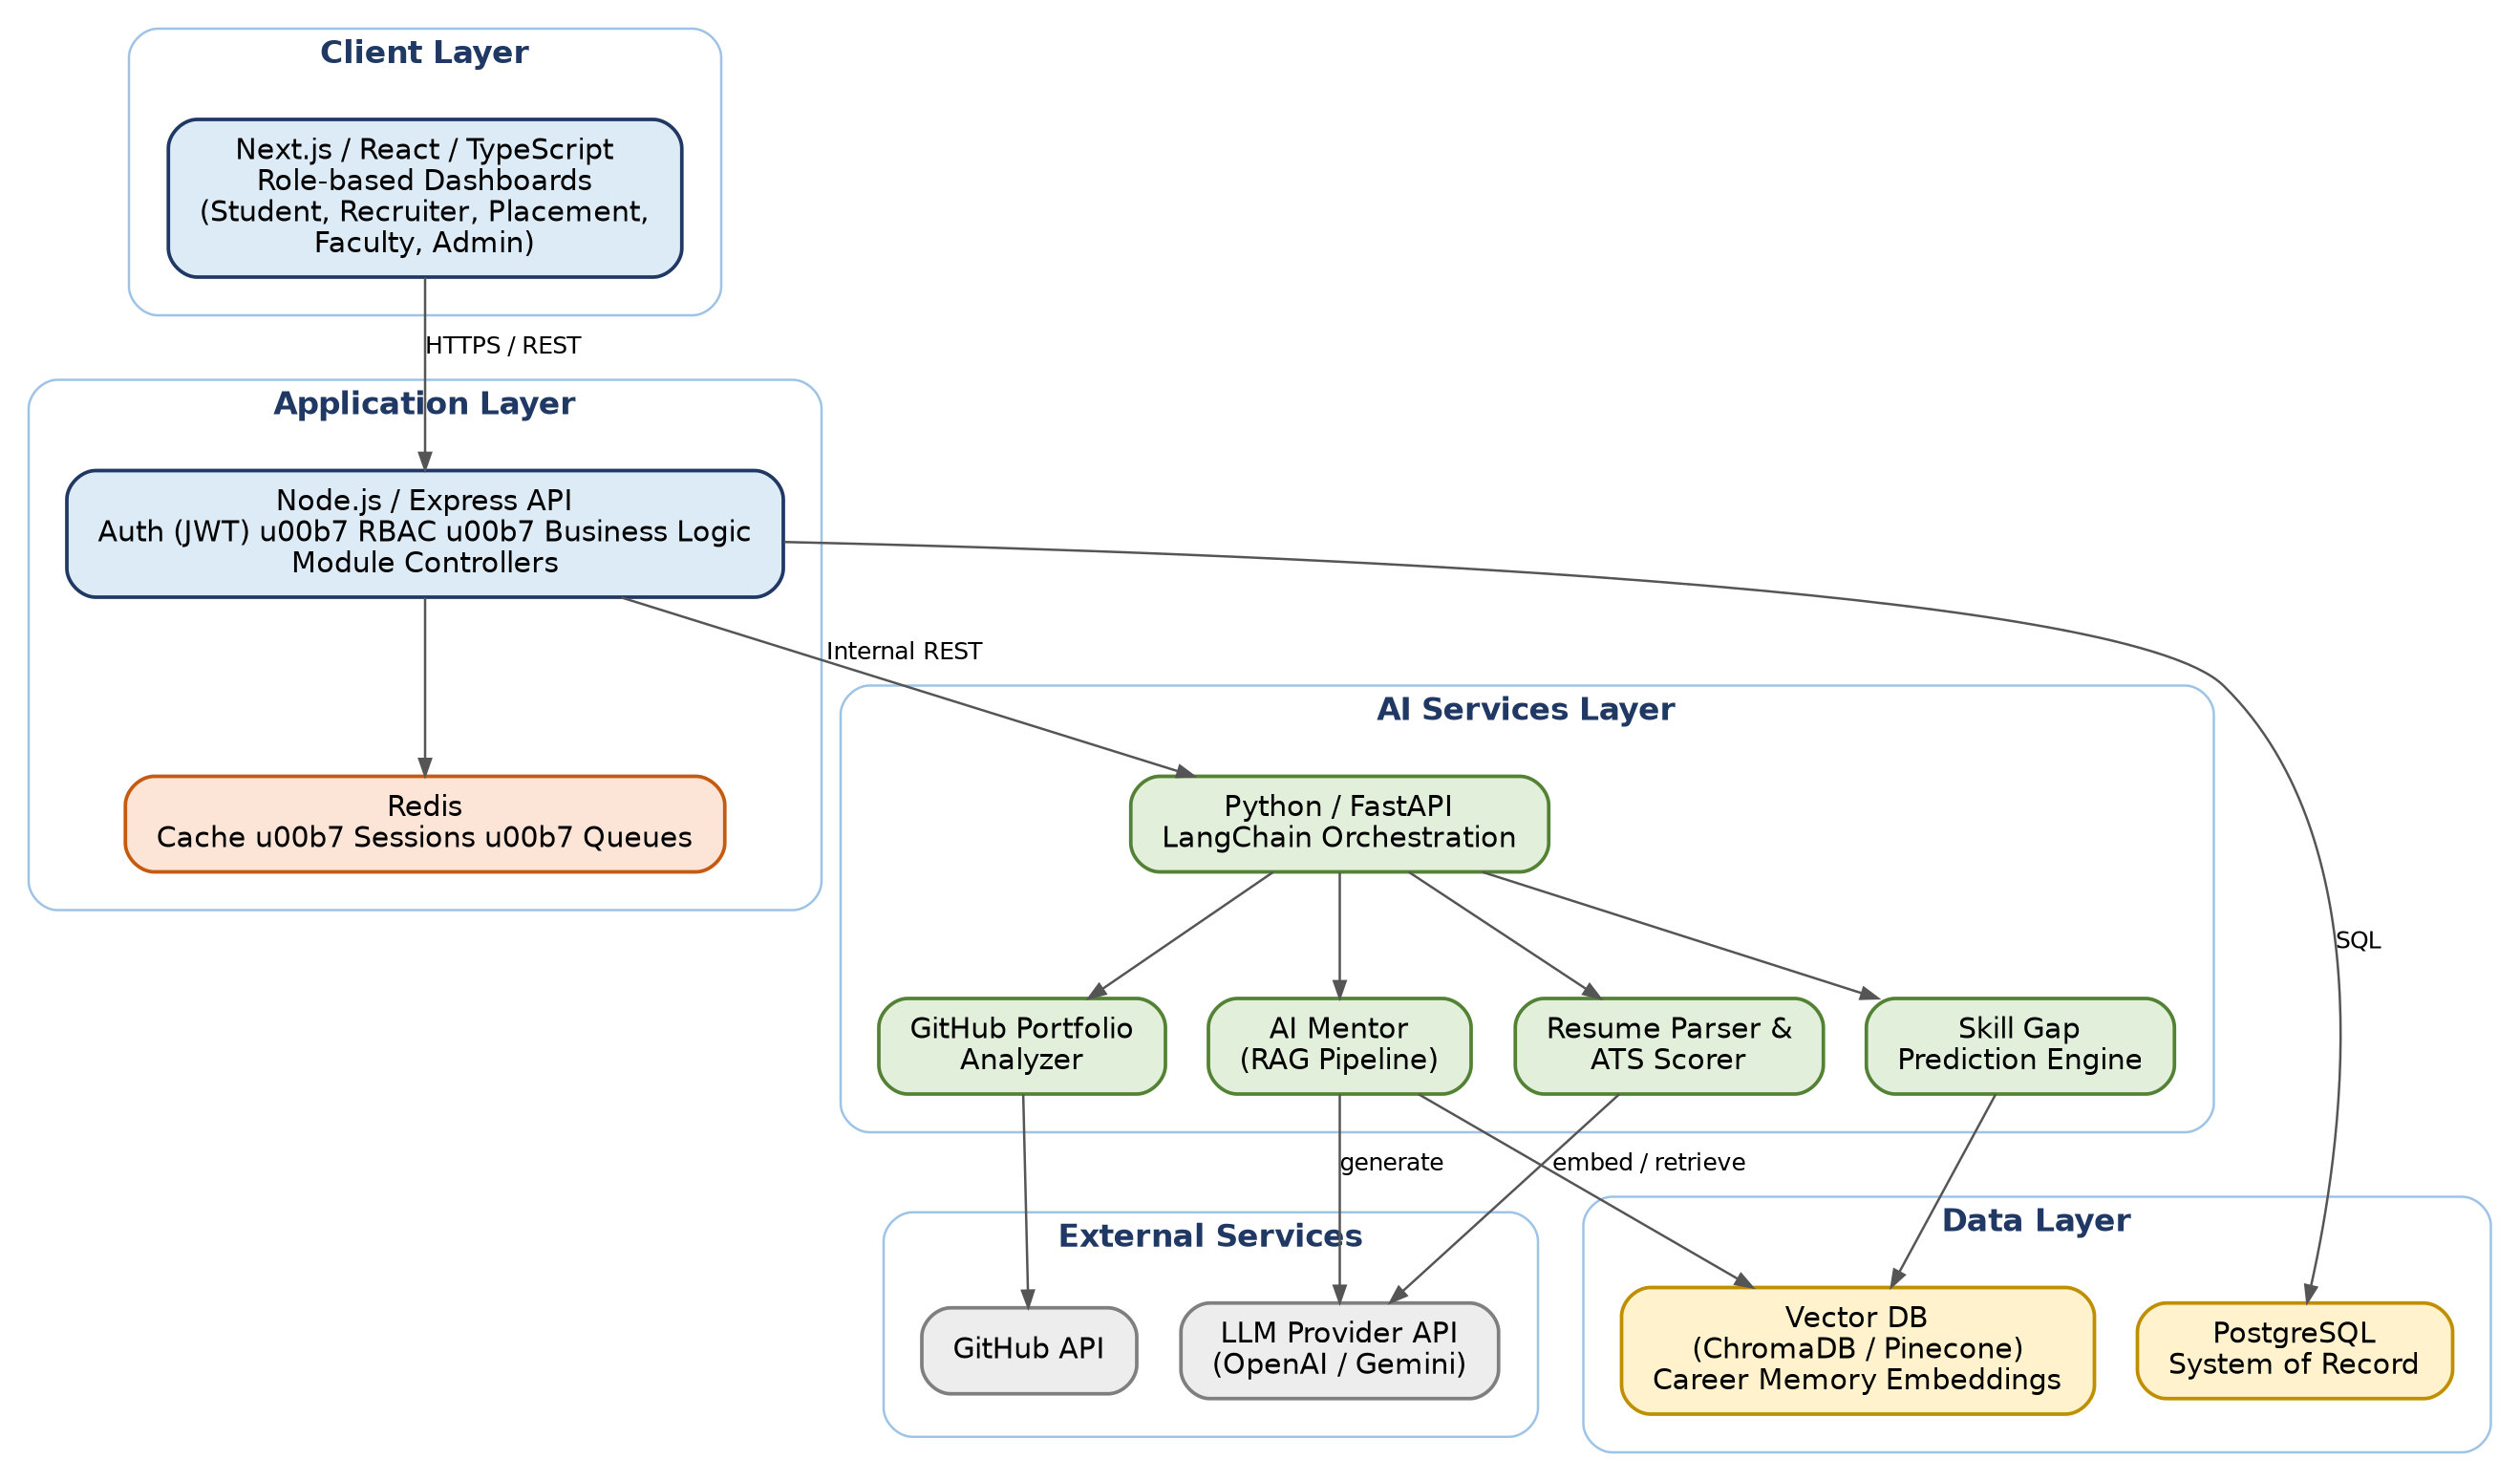 Client Layer
Next.js / React / TypeScript
Role-based Dashboards
(Student, Recruiter, Placement,
Faculty, Admin)
HTTPS / REST
Application Layer
Node.js / Express API
Auth (JWT) u00b7 RBAC u00b7 Business Logic
Module Controllers
Internal REST
AI Services Layer
Redis
Cache u00b7 Sessions u00b7 Queues
Python / FastAPI
LangChain Orchestration
SQL
GitHub Portfolio
Analyzer
AI Mentor
(RAG Pipeline)
Resume Parser &
ATS Scorer
Skill Gap
Prediction Engine
generate
embed / retrieve
External Services
GitHub API
LLM Provider API
(OpenAI / Gemini)
Data Layer
Vector DB
(ChromaDB / Pinecone)
Career Memory Embeddings
PostgreSQL
System of Record